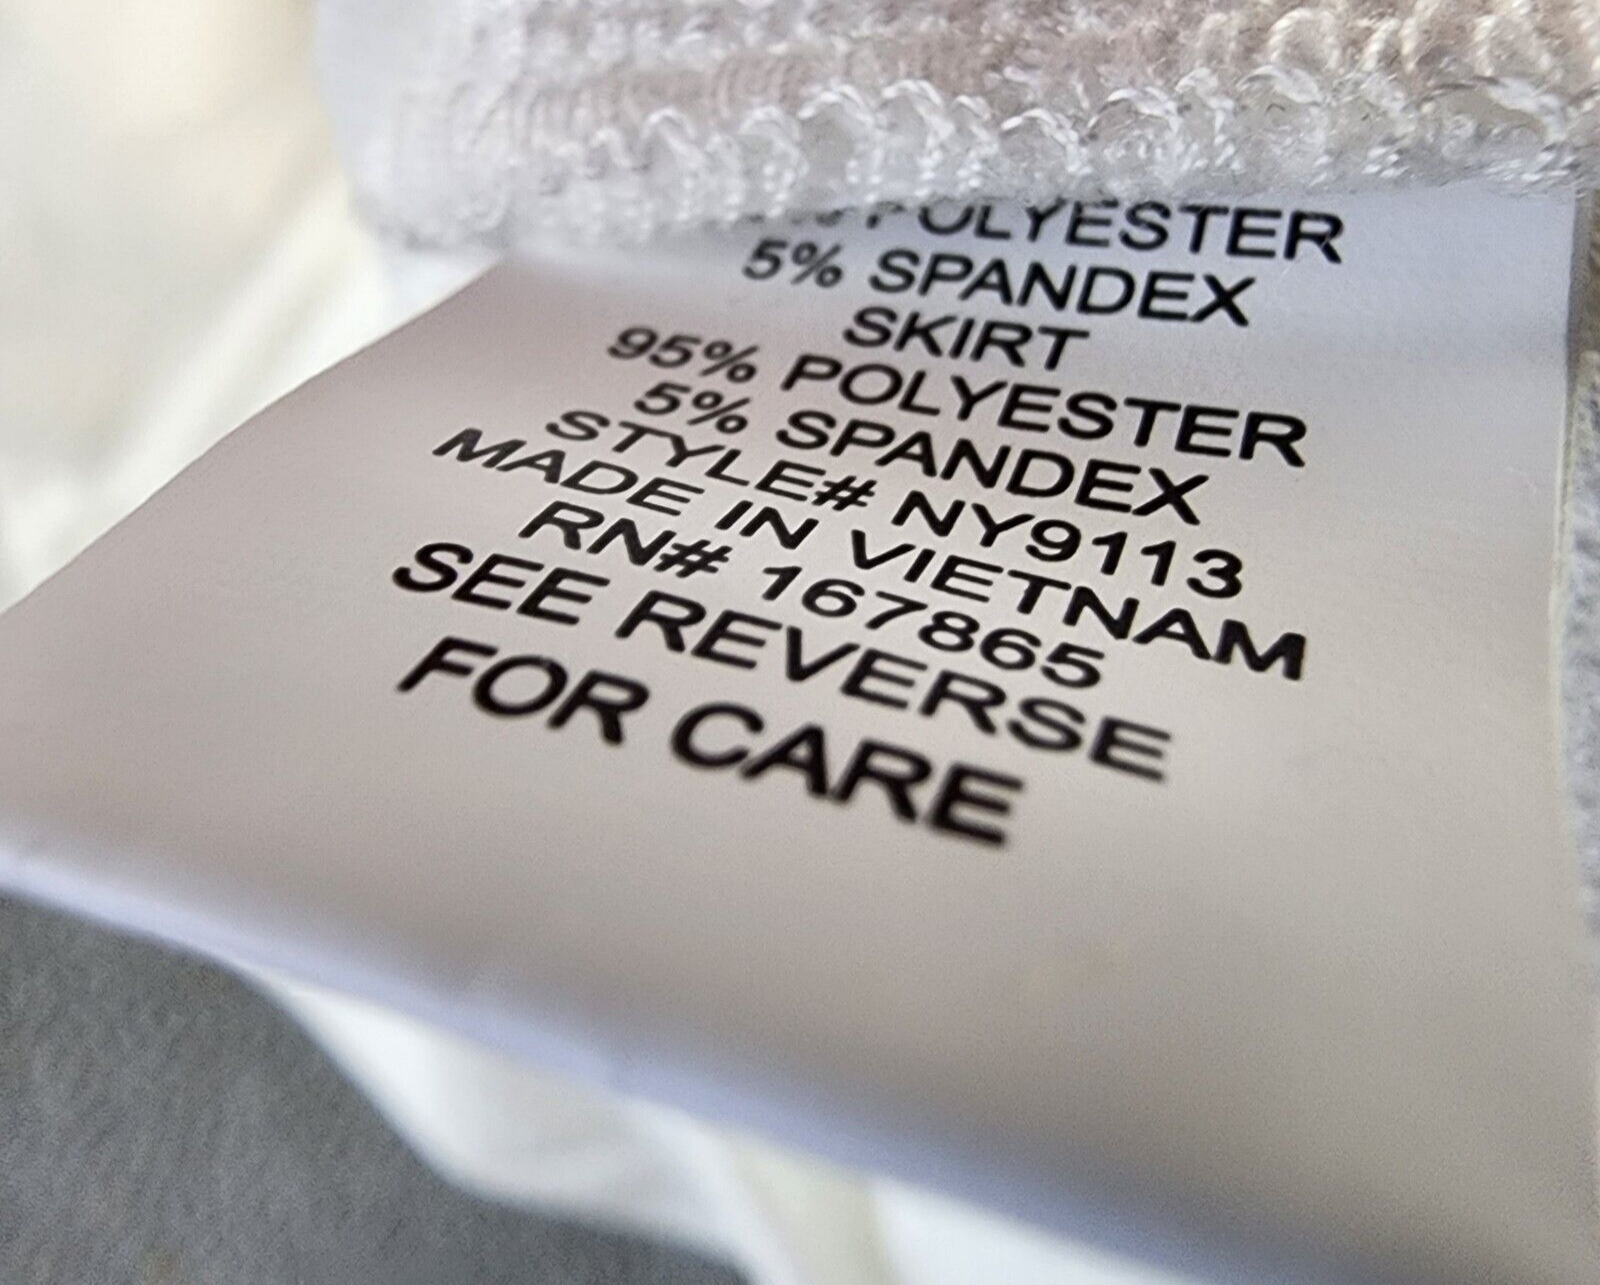 % POLYESTER
5% SPANDEX
SKIRT
95% POLYESTER
5% SPANDEX
STYLE# NY9113
MADE IN VIETNAM
RN# 167865
SEE REVERSE
FOR CARE